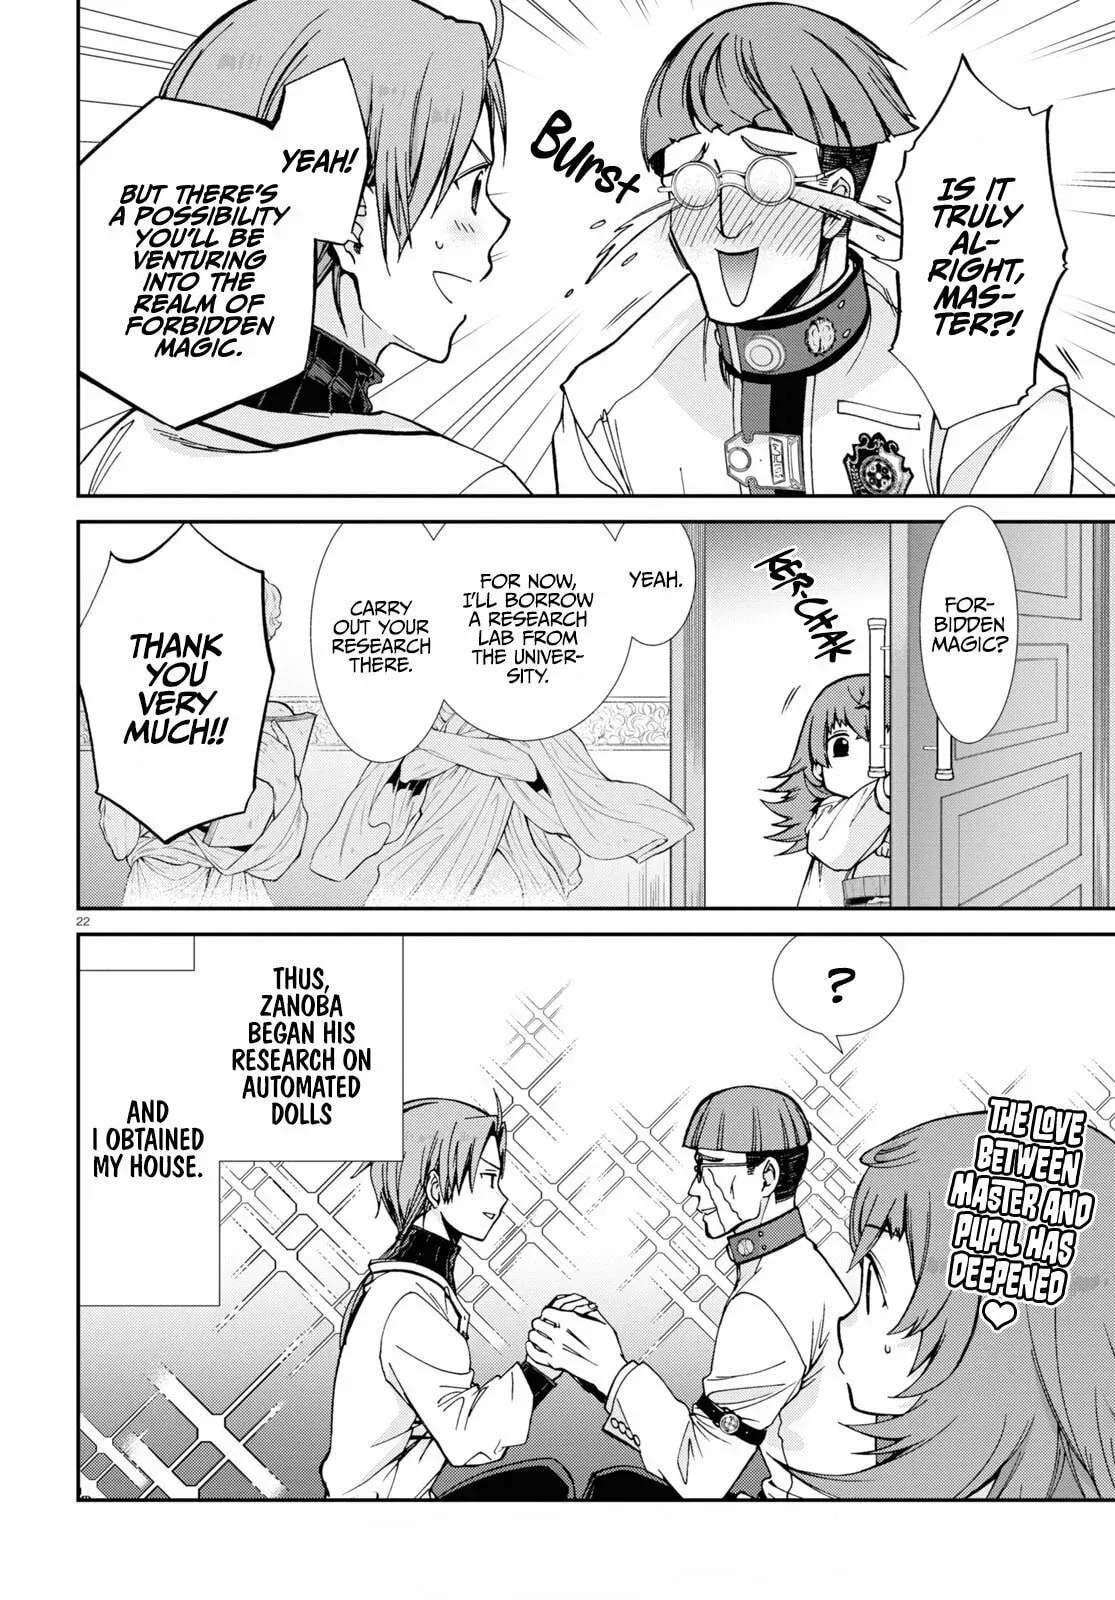 IS IT
TRULY
AL-
RIGHT,
MAS-
TER?!
Burst
YEAH!
BUT THERE'S
A POSSIBILITY
YOU'LL BE
VENTURING
INTO THE
REALM OF
FORBIDDEN
MAGIC.
FOR-
BIDDEN
MAGIC?
KER-CHAK
YEAH.
FOR NOW,
I'LL BORROW
A RESEARCH
LAB FROM
THE UNIVER-
SITY.
CARRY
OUT YOUR
RESEARCH
THERE.
THANK
YOU
VERY
MUCH!!
22
?
THUS,
ZANOBA
BEGAN HIS
RESEARCH ON
AUTOMATED
DOLLS
AND
I OBTAINED
MY HOUSE.
THE LOVE
BETWEEN
MASTER AND
PUPIL HAS
DEEPENED
♡